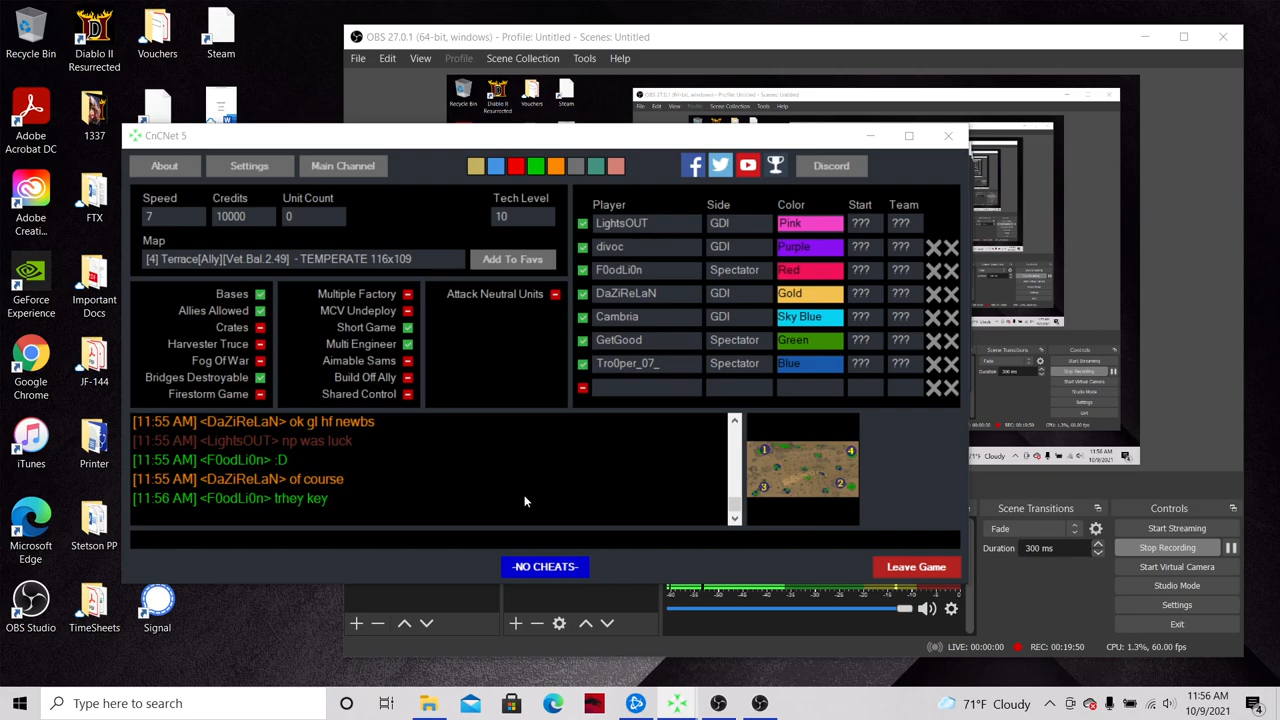 Recycle Bin
Diablo II Resurrected
Vouchers
Steam
Adobe Acrobat DC
1337
Adobe Creati...
FTX
GeForce Experience
Important Docs
Google Chrome
JF-144
iTunes
Printer
Microsoft Edge
Stetson PP
OBS Studio
TimeSheets
Signal
OBS 27.0.1 (64-bit, windows) - Profile: Untitled - Scenes: Untitled
File Edit View Profile Scene Collection Tools Help
CnCNet 5
About Settings Main Channel Discord
Speed Credits Unit Count Tech Level
7 10000 0 10
Map
[4] Terrace[Ally][Vet.Bal.2 4]--TEMPERATE 116x109 Add To Favs
Bases Multiple Factory Attack Neutral Units
Allies Allowed MCV Undeploy
Crates Short Game
Harvester Truce Multi Engineer
Fog Of War Aimable Sams
Bridges Destroyable Build Off Ally
Firestorm Game Shared Control
Player Side Color Start Team
LightsOUT GDI Pink ??? ???
divoc GDI Purple ??? ???
F0odLi0n Spectator Red ??? ???
DaZiReLaN GDI Gold ??? ???
Cambria GDI Sky Blue ??? ???
GetGood Spectator Green ??? ???
Tro0per_07_ Spectator Blue ??? ???
[11:55 AM] <DaZiReLaN> ok gl hf newbs
[11:55 AM] <LightsOUT> np was luck
[11:55 AM] <F0odLi0n> :D
[11:55 AM] <DaZiReLaN> of course
[11:56 AM] <F0odLi0n> trhey key
1 4
3 2
-NO CHEATS- Leave Game
Scene Transitions Controls
Fade
Duration 300 ms
Start Streaming
Stop Recording
Start Virtual Camera
Studio Mode
Settings
Exit
LIVE: 00:00:00 REC: 00:19:50 CPU: 1.3%, 60.00 fps
Type here to search
71°F Cloudy
11:56 AM
10/9/2021
4